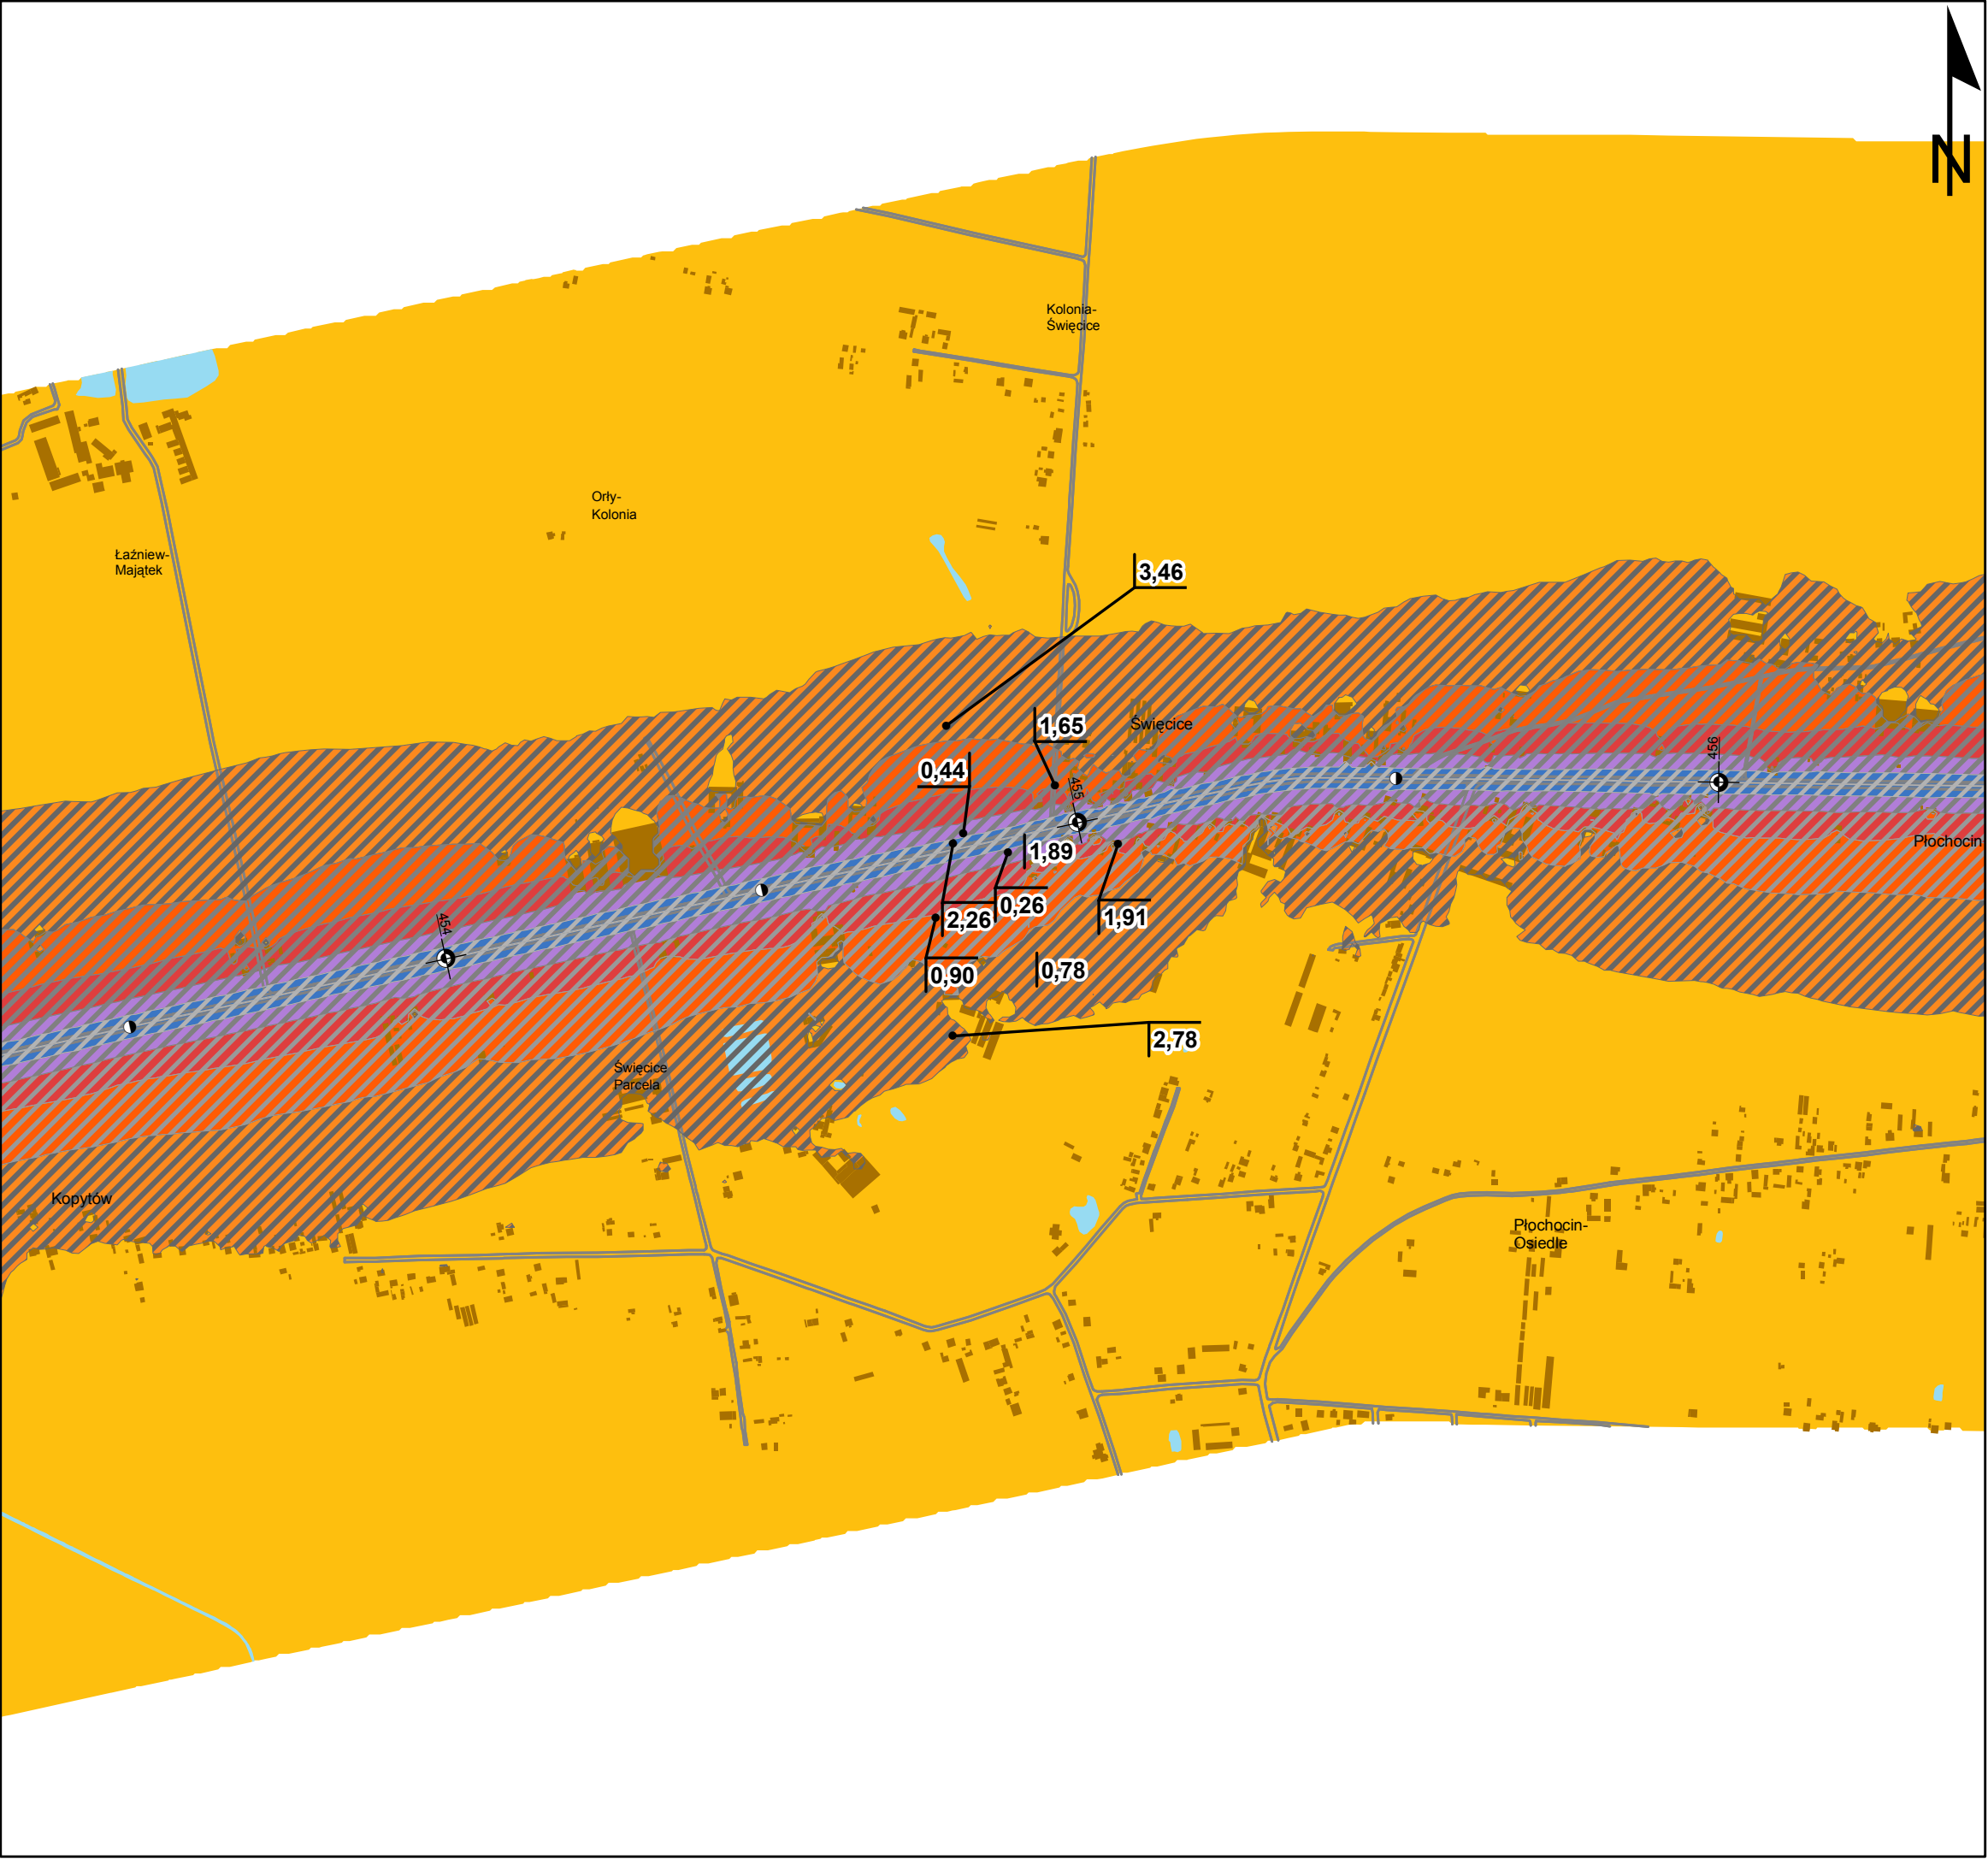 N
Kolonia-
Święcice
Orły-
Kolonia
Łaźniew-
Majątek
3,46
Święcice
1,65
456
0,44
455
Płochocin
1,89
0,26
2,26
1,91
454
0,90
0,78
2,78
Święcice
Parcela
Kopytów
Płochocin-
Osiedle